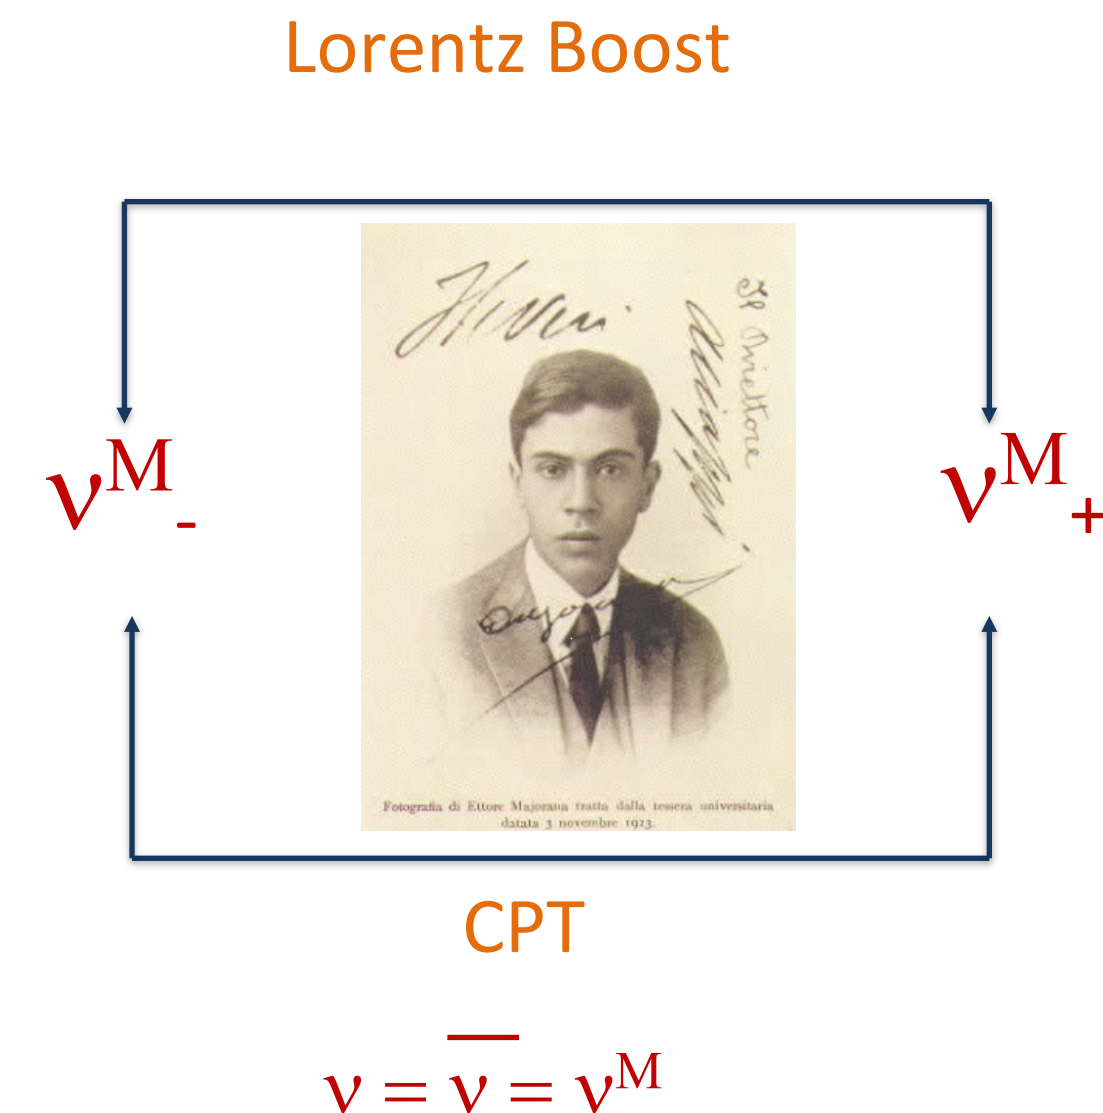 Lorentz Boost
Il Direttore
νᴹ₋
νᴹ₊
Fotografia di Ettore Majorana tratta dalla tessera universitaria
datata 3 novembre 1923.
CPT
ν = ν̅ = νᴹ